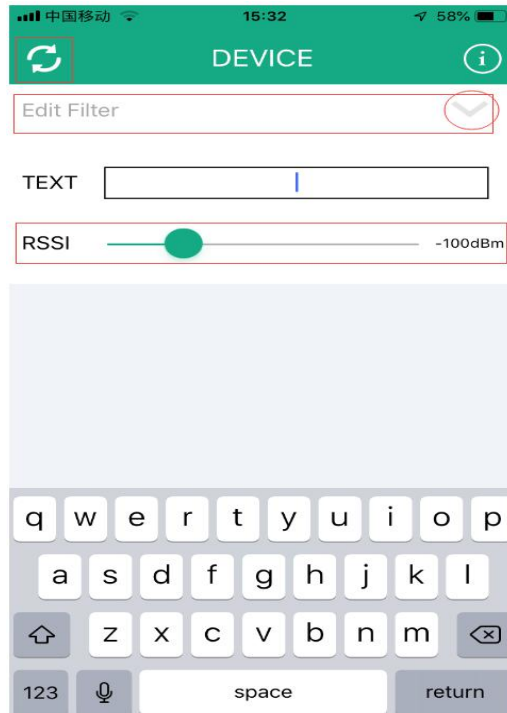 中国移动 15:32 58%
DEVICE i
Edit Filter
TEXT
RSSI -100dBm
q w e r t y u i o p
a s d f g h j k l
z x c v b n m
123 space return